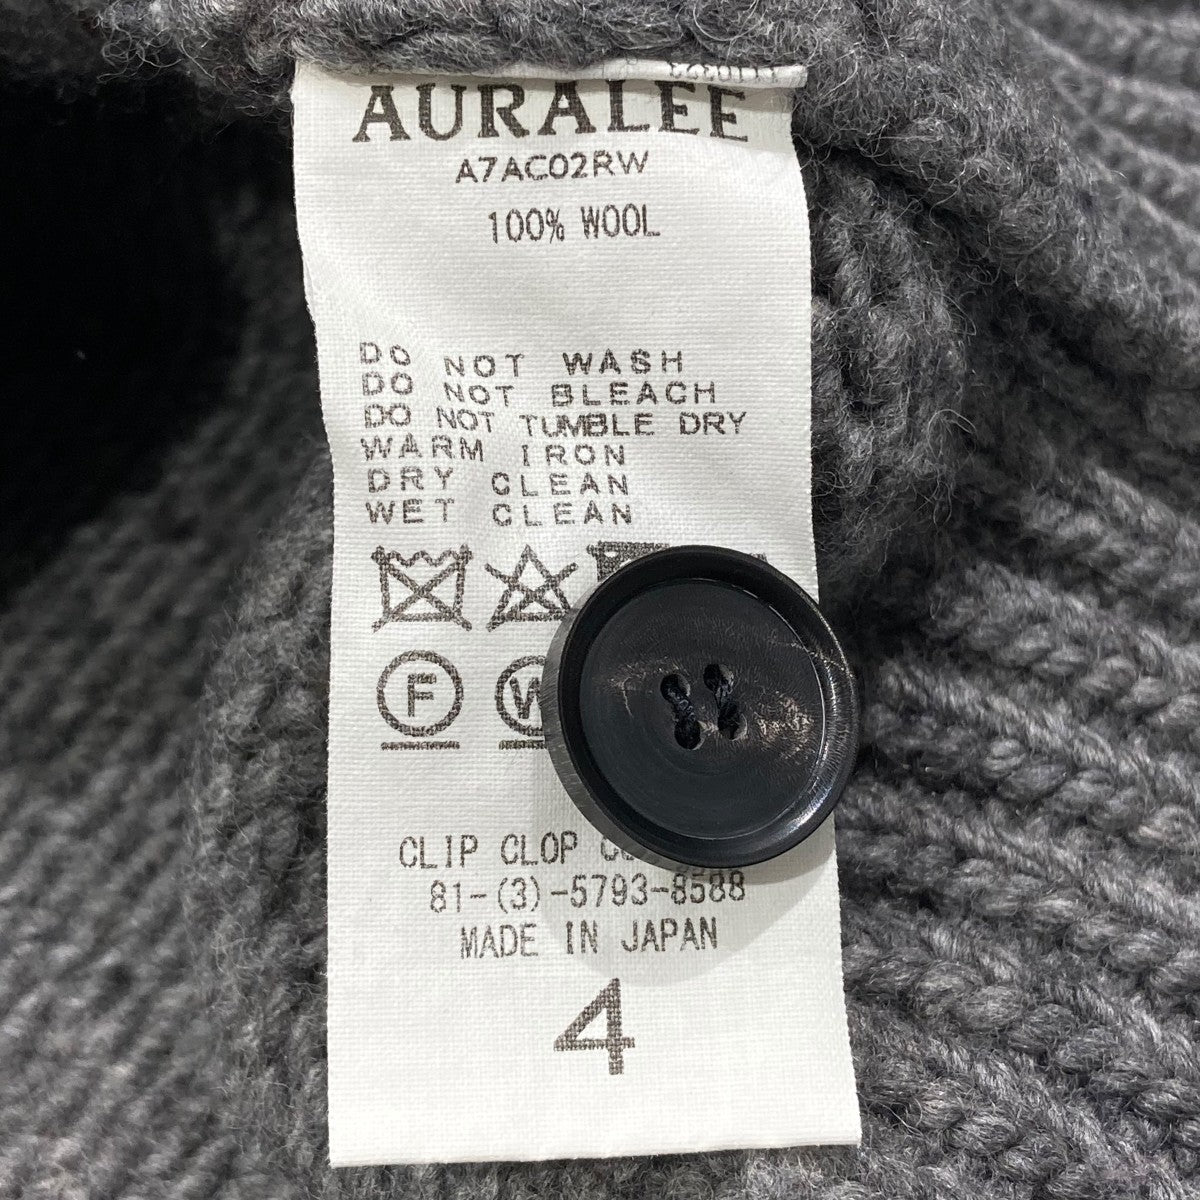 AURALEE
A7AC02RW
100% WOOL
DO NOT WASH
DO NOT BLEACH
DO NOT TUMBLE DRY
WARM IRON
DRY CLEAN
WET CLEAN
F W
CLIP CLOP
81-(3)-5793-8588
MADE IN JAPAN
4